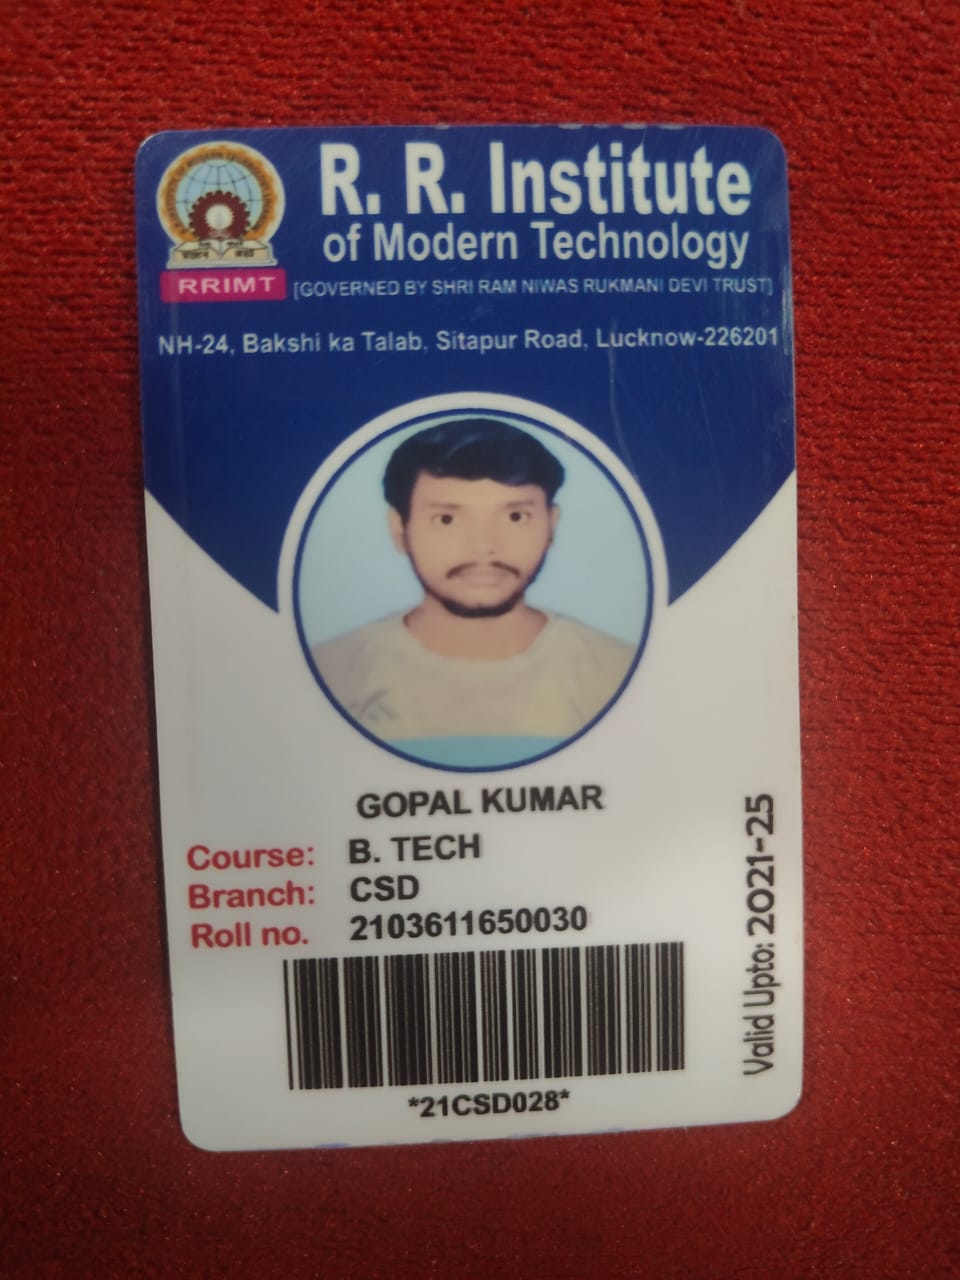 R. R. Institute
of Modern Technology
RRIMT
[GOVERNED BY SHRI RAM NIWAS RUKMANI DEVI TRUST]
NH-24, Bakshi ka Talab, Sitapur Road, Lucknow-226201
GOPAL KUMAR
Course: B. TECH
Branch: CSD
Roll no. 2103611650030
Valid Upto: 2021-25
*21CSD028*